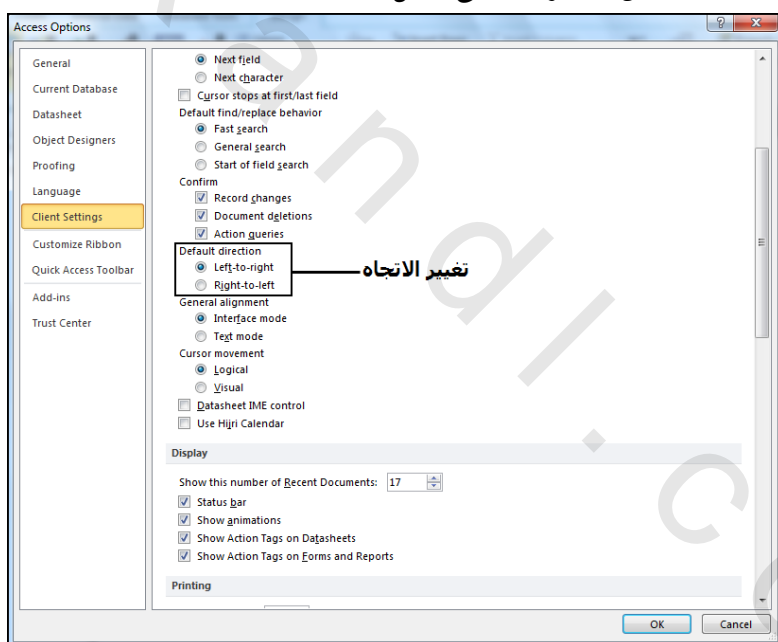 Access Options
General
Current Database
Datasheet
Object Designers
Proofing
Language
Client Settings
Customize Ribbon
Quick Access Toolbar
Add-ins
Trust Center
Next field
Next character
Cursor stops at first/last field
Default find/replace behavior
Fast search
General search
Start of field search
Confirm
Record changes
Document deletions
Action queries
Default direction
Left-to-right
تغيير الاتجاه
Right-to-left
General alignment
Interface mode
Text mode
Cursor movement
Logical
Visual
Datasheet IME control
Use Hijri Calendar
Display
Show this number of Recent Documents: 17
Status bar
Show animations
Show Action Tags on Datasheets
Show Action Tags on Forms and Reports
Printing
OK Cancel